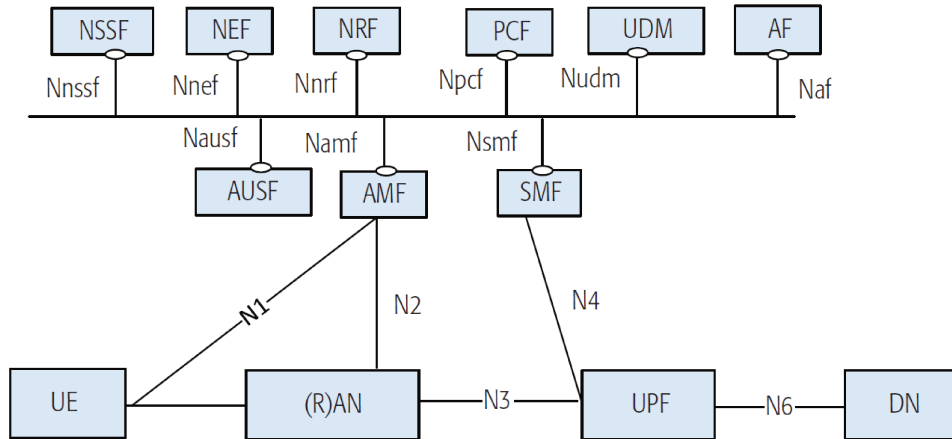 NSSF NEF NRF PCF UDM AF
Nnssf Nnef Nnrf Npcf Nudm Naf
Nausf Namf Nsmf
AUSF AMF SMF
N1 N2 N4
UE (R)AN N3 UPF N6 DN